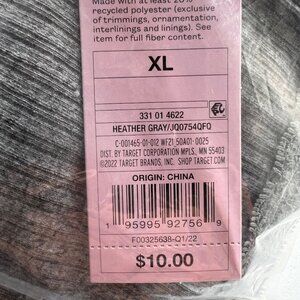 Made with at least 20%
recycled polyester (exclusive
of trimmings, ornamentation,
interlinings and linings). See
item for full fiber content.
XL
331 01 4622
HEATHER GRAY/JQ0754QFQ
C-001465-01-012 WF21 50A01-0025
DIST. BY TARGET CORPORATION MPLS, MN 55403
©2022 TARGET BRANDS, INC. SHOP TARGET.COM
ORIGIN: CHINA
1 95995 92756 9
F00325638-Q1/22
$10.00